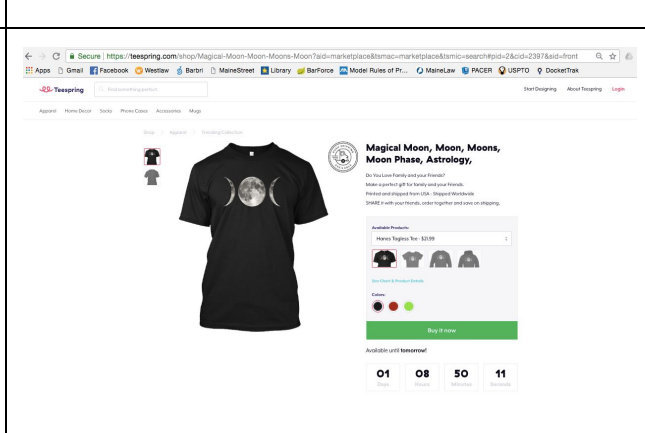 Secure | https://teespring.com/shop/Magical-Moon-Moon-Moons-Moon?aid=marketplace&tsmac=marketplace&tsmic=search#pid=2&cid=2397&sid=front
Apps Gmail Facebook Westlaw Barbri MaineStreet Library BarForce Model Rules of Pr... MaineLaw PACER USPTO DocketTrak
Teespring Find something perfect Start Designing About Teespring Login
Apparel Home Decor Socks Phone Cases Accessories Mugs
Shop / Apparel / Trending Collection
Magical Moon, Moon, Moons,
Moon Phase, Astrology,
Do You Love Family and your Friends?
Make a perfect gift for family and your Friends.
Printed and shipped from USA - Shipped Worldwide
SHARE it with your friends, order together and save on shipping.
Available Products:
Hanes Tagless Tee - $21.99
See Sizes & Product Details
Colors:
Buy it now
Available until tomorrow!
01 08 50 11
Days Hours Minutes Seconds